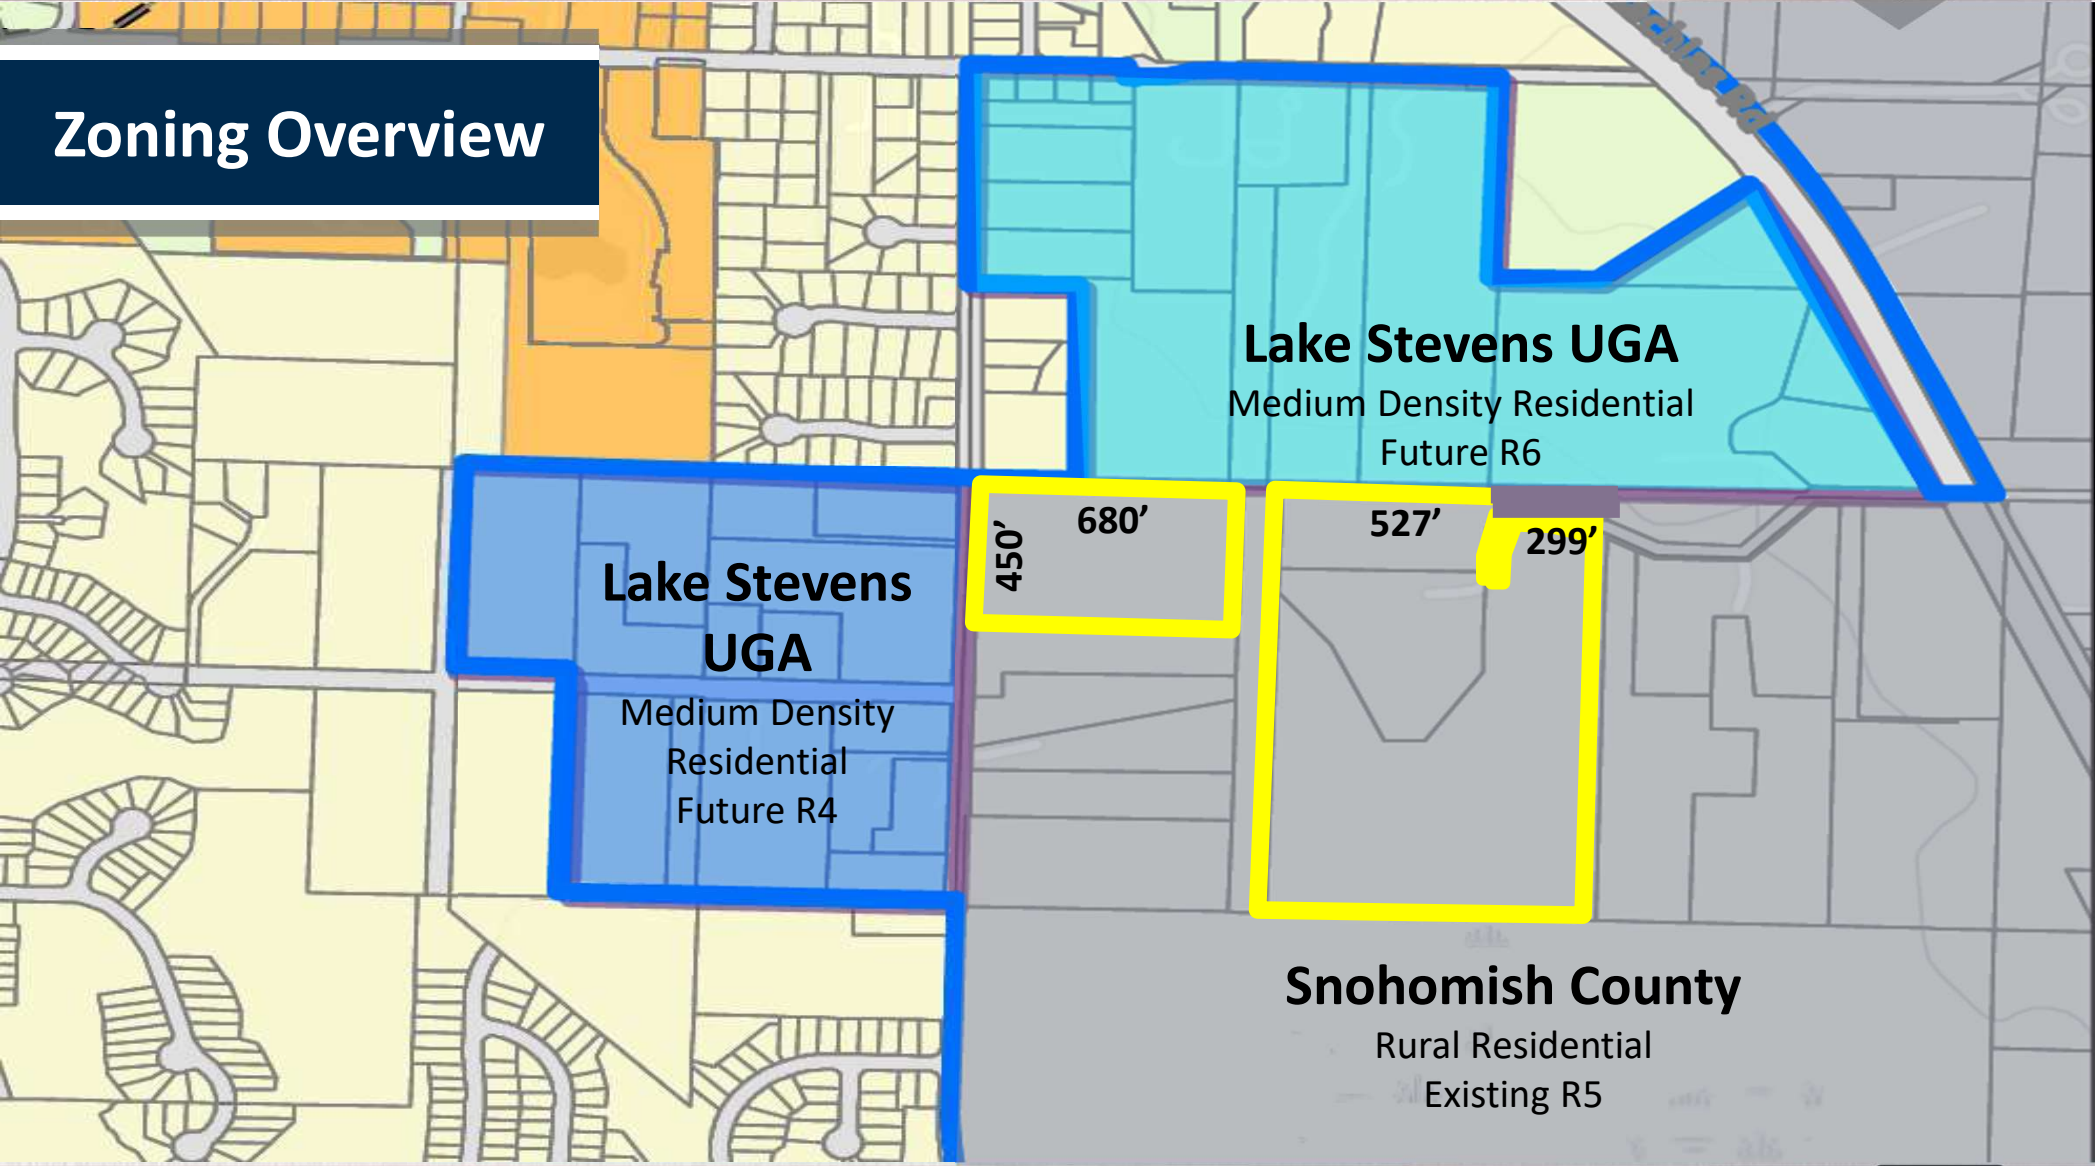 Zoning Overview
Lake Stevens UGA
Medium Density Residential
Future R6
680’
450’
527’
299’
Lake Stevens
UGA
Medium Density
Residential
Future R4
Snohomish County
Rural Residential
Existing R5